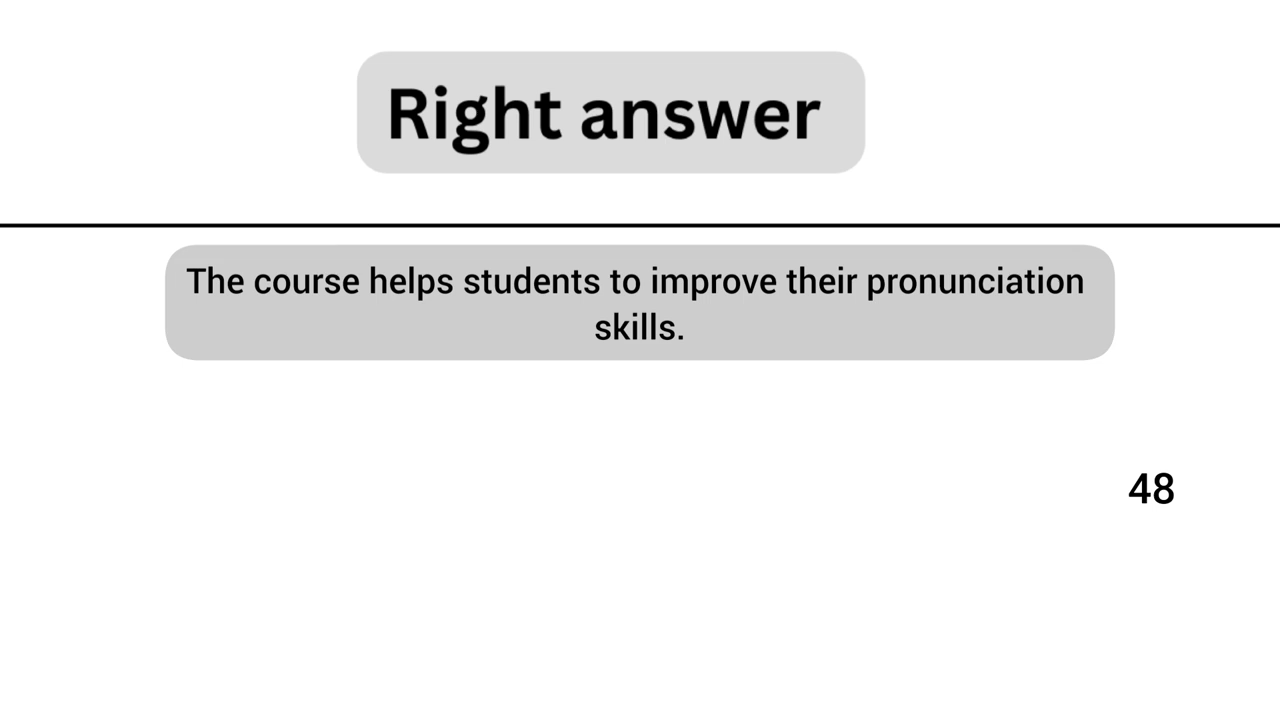 Right answer
The course helps students to improve their pronunciation
skills.
48